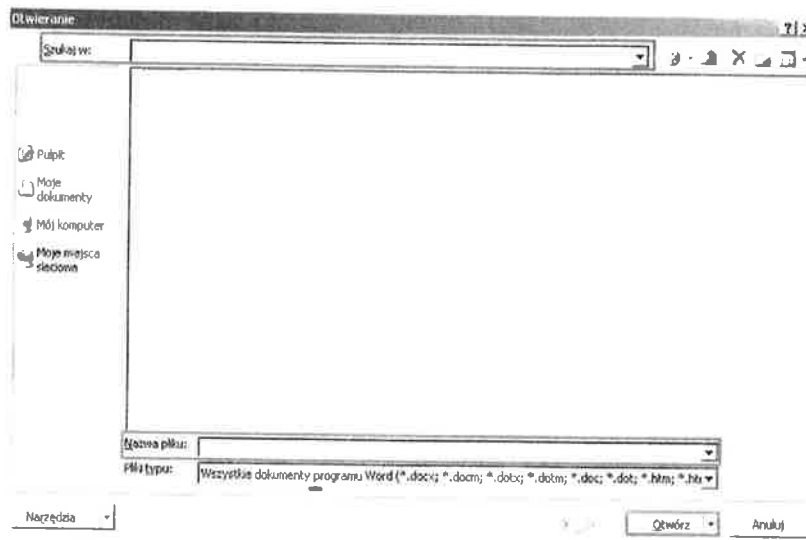 Otwieranie
Szukaj w:
Pulpit
Moje
dokumenty
Mój komputer
Moje miejsca
sieciowe
Nazwa pliku:
Pliki typu:
Wszystkie dokumenty programu Word (*.docx; *.docm; *.dotx; *.dotm; *.doc; *.dot; *.htm; *.htr
Narzędzia
Otwórz
Anuluj